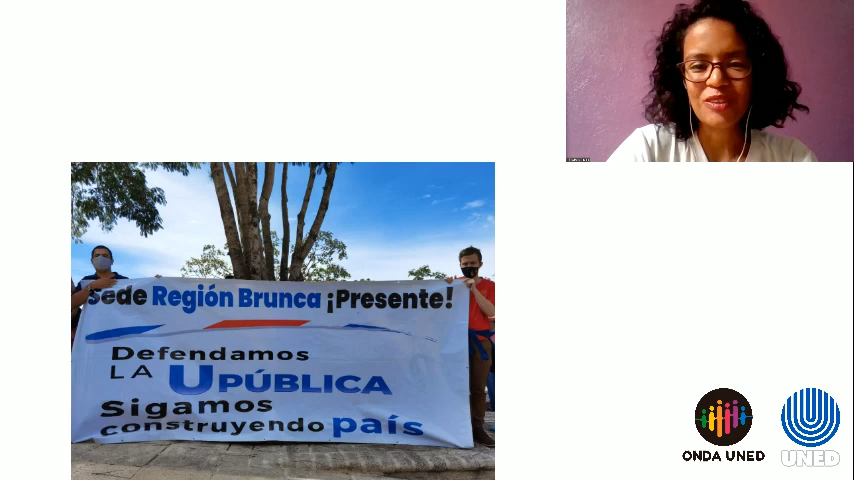 Sede Región Brunca ¡Presente!
Defendamos
LA UPÚBLICA
Sigamos
construyendo país
ONDA UNED
UNED